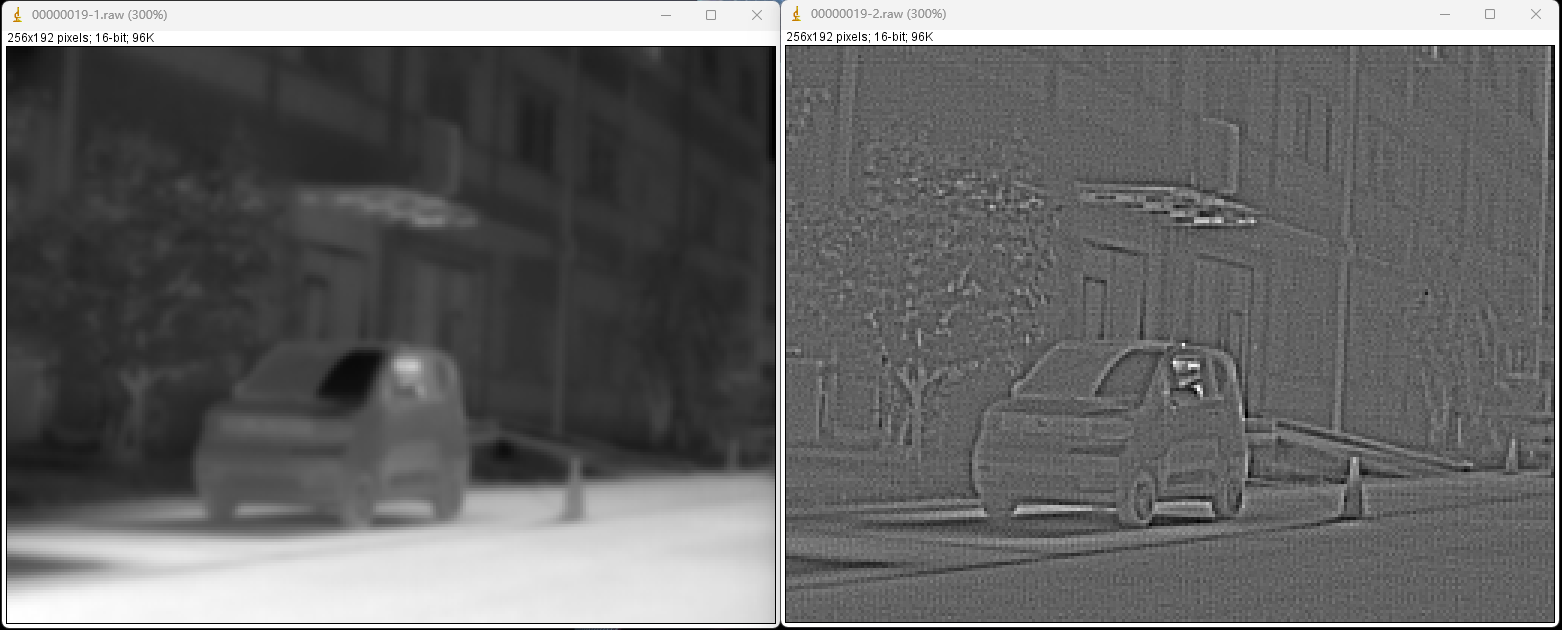 00000019-1.raw (300%)
256x192 pixels; 16-bit; 96K
00000019-2.raw (300%)
256x192 pixels; 16-bit; 96K